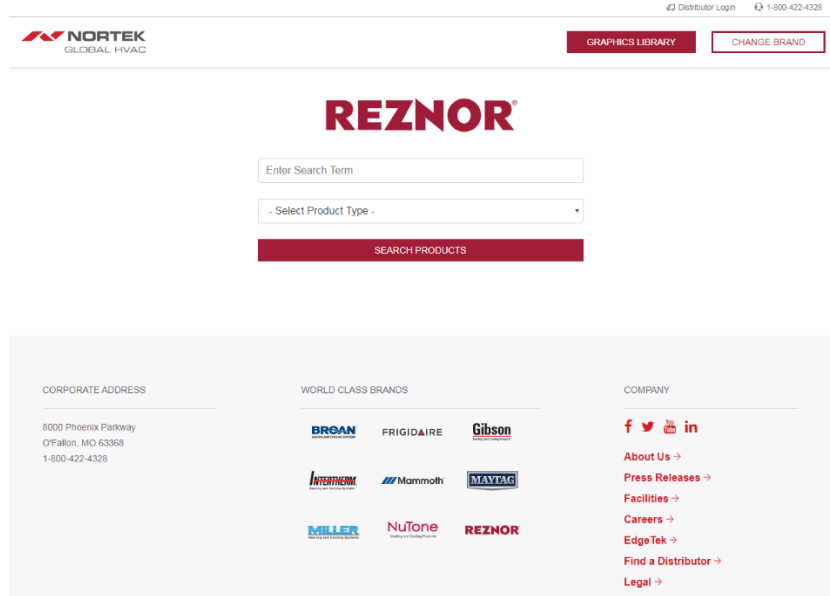 Distributor Login 1-800-422-4328
NORTEK
GLOBAL HVAC
GRAPHICS LIBRARY
CHANGE BRAND
REZNOR
Enter Search Term
- Select Product Type -
SEARCH PRODUCTS
CORPORATE ADDRESS
8000 Phoenix Parkway
O'Fallon, MO 63368
1-800-422-4328
WORLD CLASS BRANDS
BROAN
FRIGIDAIRE
Gibson
INTERTHERM
Mammoth
MAYTAG
MILLER
NuTone
REZNOR
COMPANY
About Us →
Press Releases →
Facilities →
Careers →
EdgeTek →
Find a Distributor →
Legal →